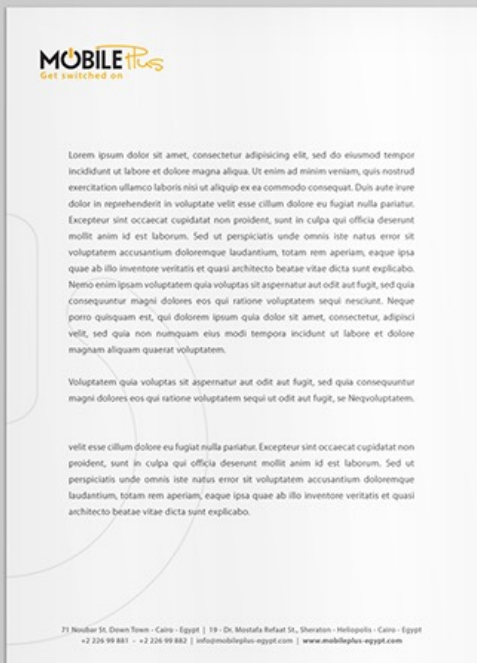 MOBILE Plus
Get switched on
Lorem ipsum dolor sit amet, consectetur adipisicing elit, sed do eiusmod tempor
incididunt ut labore et dolore magna aliqua. Ut enim ad minim veniam, quis nostrud
exercitation ullamco laboris nisi ut aliquip ex ea commodo consequat. Duis aute irure
dolor in reprehenderit in voluptate velit esse cillum dolore eu fugiat nulla pariatur.
Excepteur sint occaecat cupidatat non proident, sunt in culpa qui officia deserunt
mollit anim id est laborum. Sed ut perspiciatis unde omnis iste natus error sit
voluptatem accusantium doloremque laudantium, totam rem aperiam, eaque ipsa
quae ab illo inventore veritatis et quasi architecto beatae vitae dicta sunt explicabo.
Nemo enim ipsam voluptatem quia voluptas sit aspernatur aut odit aut fugit, sed quia
consequuntur magni dolores eos qui ratione voluptatem sequi nesciunt. Neque
porro quisquam est, qui dolorem ipsum quia dolor sit amet, consectetur, adipisci
velit, sed quia non numquam eius modi tempora incidunt ut labore et dolore
magnam aliquam quaerat voluptatem.
Voluptatem quia voluptas sit aspernatur aut odit aut fugit, sed quia consequuntur
magni dolores eos qui ratione voluptatem sequi ut odit aut fugit, se Neqvoluptatem.
velit esse cillum dolore eu fugiat nulla pariatur. Excepteur sint occaecat cupidatat non
proident, sunt in culpa qui officia deserunt mollit anim id est laborum. Sed ut
perspiciatis unde omnis iste natus error sit voluptatem accusantium doloremque
laudantium, totam rem aperiam, eaque ipsa quae ab illo inventore veritatis et quasi
architecto beatae vitae dicta sunt explicabo.
71 Noubar St. Down Town - Cairo - Egypt | 19 - Dr. Mostafa Refaat St., Sheraton - Heliopolis - Cairo - Egypt
+2 226 99 881 - +2 226 99 882 | info@mobileplus-egypt.com | www.mobileplus-egypt.com